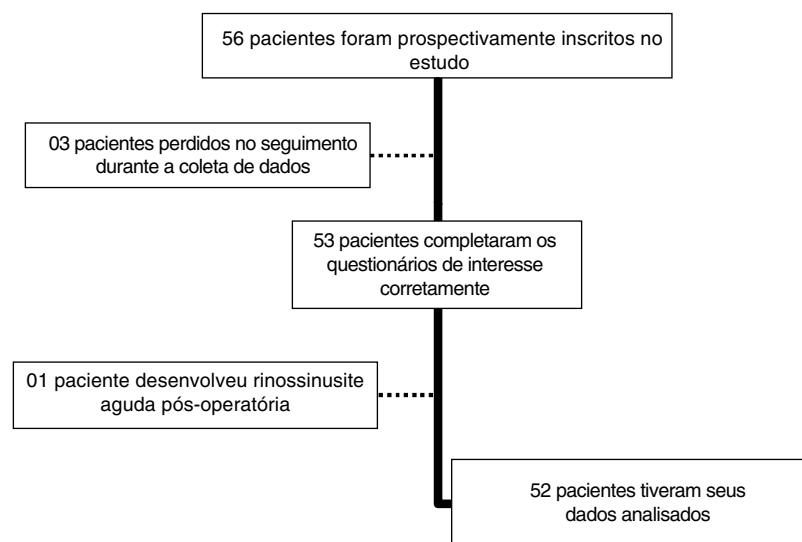 56 pacientes foram prospectivamente inscritos no
estudo
03 pacientes perdidos no seguimento
durante a coleta de dados
53 pacientes completaram os
questionários de interesse
corretamente
01 paciente desenvolveu rinossinusite
aguda pós-operatória
52 pacientes tiveram seus
dados analisados